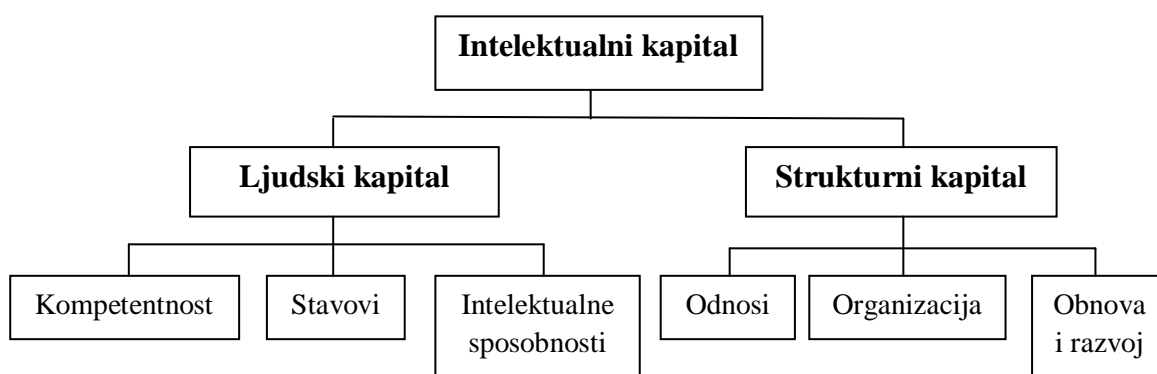 Intelektualni kapital
Ljudski kapital
Strukturni kapital
Kompetentnost
Stavovi
Intelektualne
sposobnosti
Odnosi
Organizacija
Obnova
i razvoj